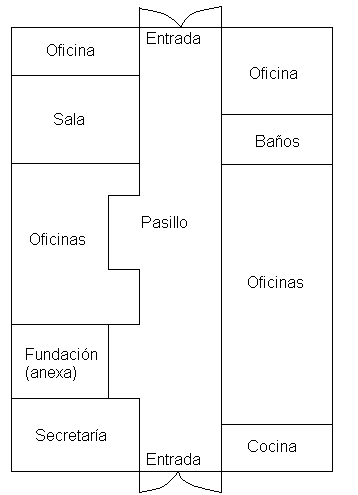 Entrada
Oficina
Oficina
Sala
Baños
Pasillo
Oficinas
Oficinas
Fundación
(anexa)
Secretaría
Cocina
Entrada